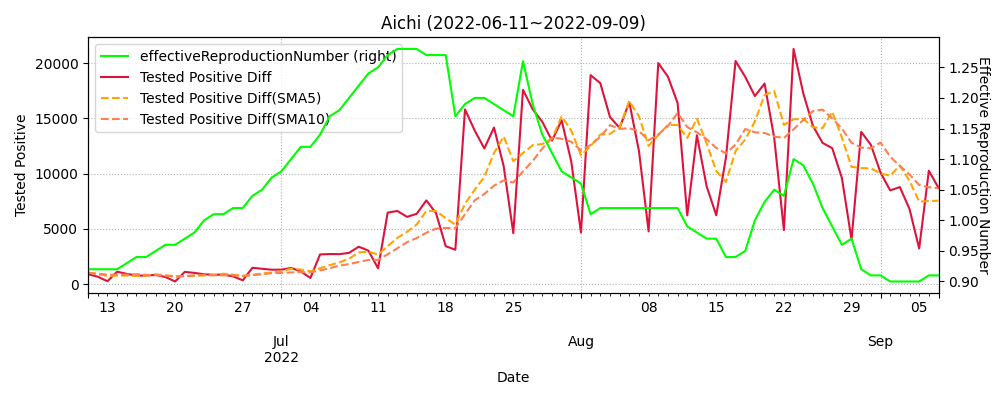 Aichi (2022-06-11~2022-09-09)
effectiveReproductionNumber (right)
Tested Positive Diff
Tested Positive Diff(SMA5)
Tested Positive Diff(SMA10)
Tested Positive
20000
15000
10000
5000
0
Effective Reproduction Number
1.25
1.20
1.15
1.10
1.05
1.00
0.95
0.90
13 20 27 04 11 18 25 08 15 22 29 05
Jul Aug Sep
2022
Date